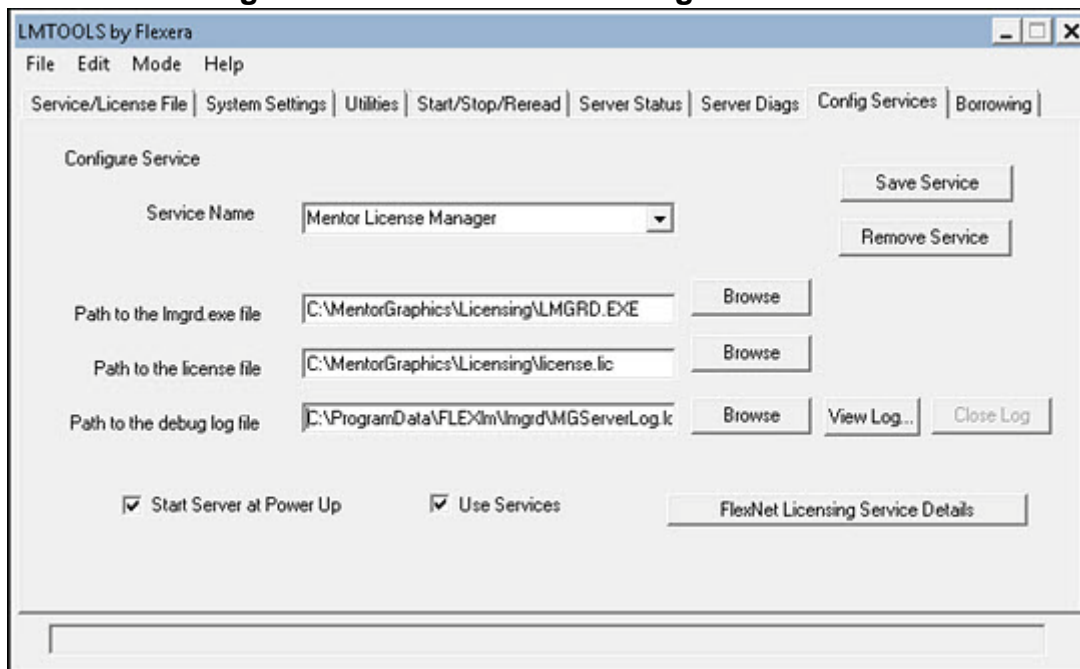 LMTOOLS by Flexera
File Edit Mode Help
Service/License File System Settings Utilities Start/Stop/Reread Server Status Server Diags Config Services Borrowing
Configure Service
Save Service
Service Name Mentor License Manager
Remove Service
Path to the lmgrd.exe file C:\MentorGraphics\Licensing\LMGRD.EXE Browse
Path to the license file C:\MentorGraphics\Licensing\license.lic Browse
Path to the debug log file C:\ProgramData\FLEXlm\lmgrd\MGServerLog.lo Browse View Log... Close Log
Start Server at Power Up Use Services FlexNet Licensing Service Details